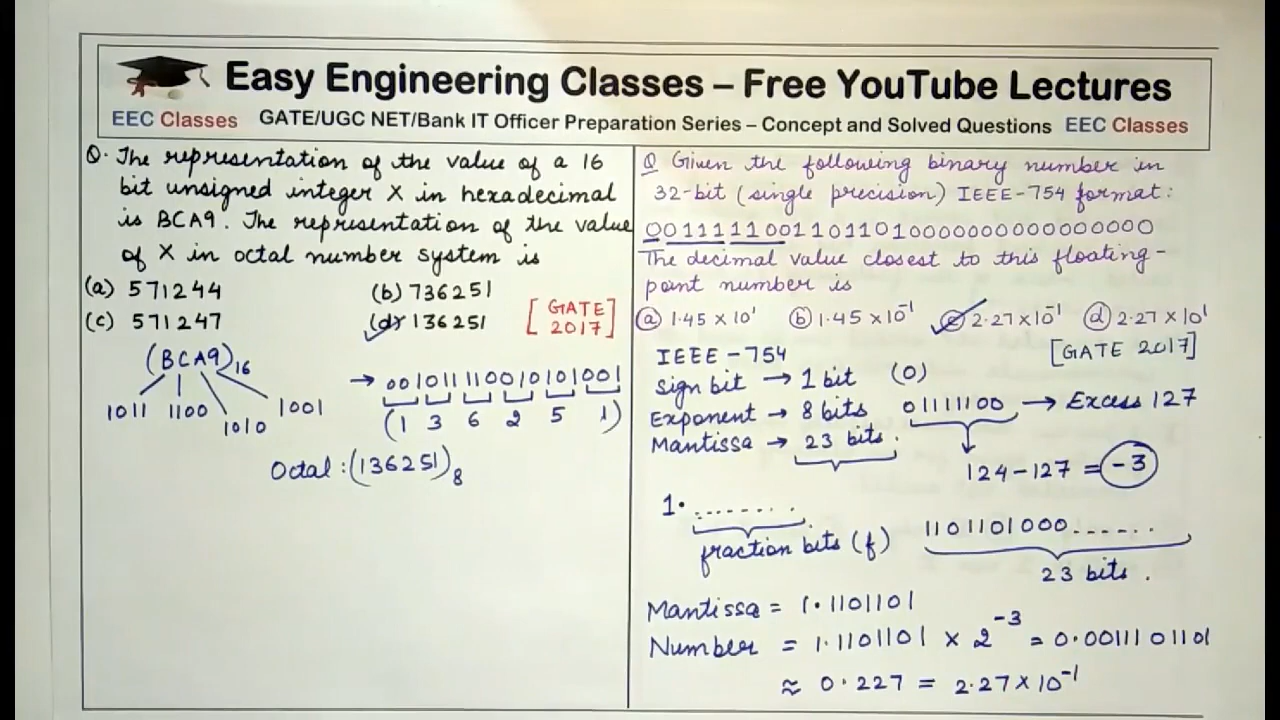 Easy Engineering Classes – Free YouTube Lectures
EEC Classes GATE/UGC NET/Bank IT Officer Preparation Series – Concept and Solved Questions EEC Classes
Q. The representation of the value of a 16
bit unsigned integer X in hexadecimal
is BCA9. The representation of the value
of X in octal number system is
(a) 571244 (b) 736251
(c) 571247 (d) 136251
[GATE 2017]
(BCA9)16
1011 1100 1010 1001
→ 001011110010101001
(1 3 6 2 5 1)
Octal : (136251)8
Q Given the following binary number in
32-bit (single precision) IEEE-754 format:
00111110011011010000000000000000
The decimal value closest to this floating-
point number is
(a) 1.45 × 10¹ (b) 1.45 × 10⁻¹ (c) 2.27 × 10⁻¹ (d) 2.27 × 10¹
[GATE 2017]
IEEE-754
Sign bit → 1 bit (0)
Exponent → 8 bits 01111100 → Excess 127
Mantissa → 23 bits.
124-127 = -3
1. ........
fraction bits (f)
1101101000......
23 bits.
Mantissa = 1.1101101
Number = 1.1101101 × 2⁻³ = 0.0011101101
≈ 0.227 = 2.27 × 10⁻¹